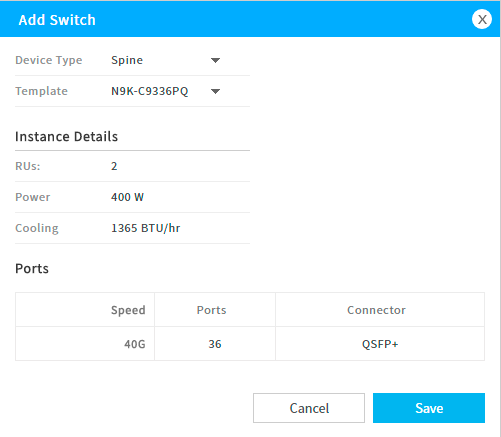 Add Switch X
Device Type Spine
Template N9K-C9336PQ
Instance Details
RUs: 2
Power 400 W
Cooling 1365 BTU/hr
Ports
Speed Ports Connector
40G 36 QSFP+
Cancel Save